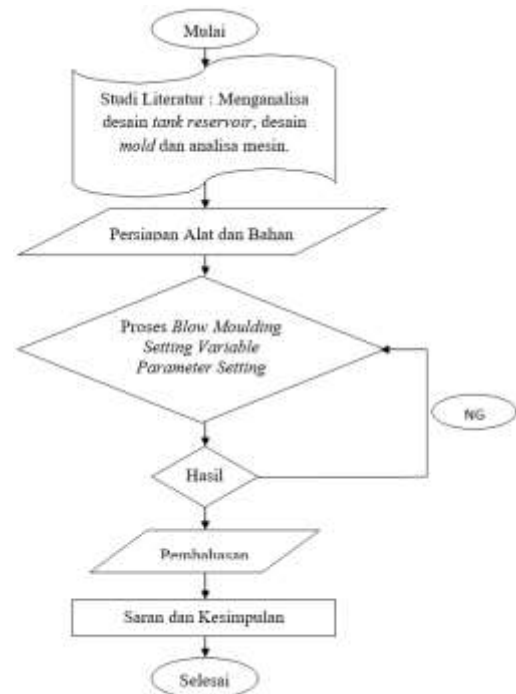 Mulai
Studi Literatur : Menganalisa
desain tank reservoir, desain
mold dan analisa mesin.
Persiapan Alat dan Bahan
Proses Blow Moulding
Setting Variable
Parameter Setting
NG
Hasil
Pembahasan
Saran dan Kesimpulan
Selesai